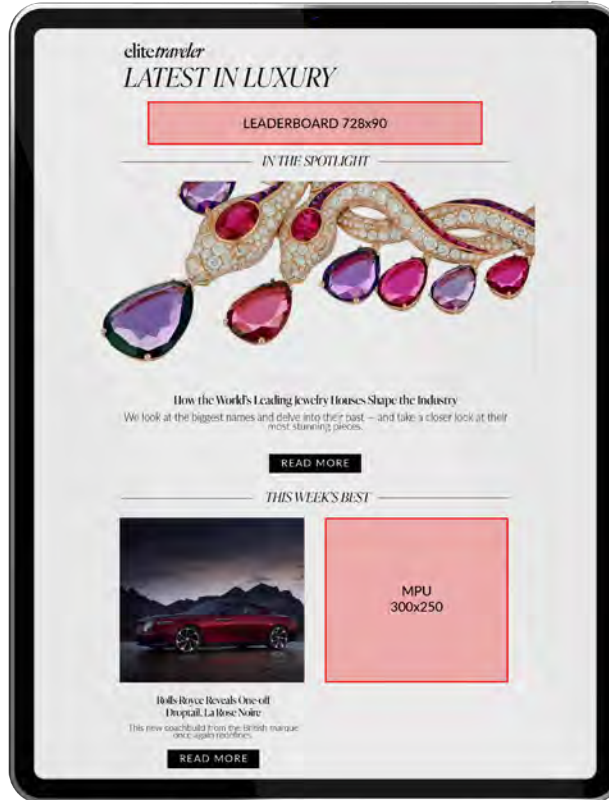 elitetraveler
LATEST IN LUXURY
LEADERBOARD 728x90
IN THE SPOTLIGHT
How the World's Leading Jewelry Houses Shape the Industry
We look at the biggest names and delve into their past — and take a closer look at their
most stunning pieces.
READ MORE
THIS WEEK'S BEST
MPU
300x250
Rolls-Royce Reveals One-off
Droptail, La Rose Noire
This new coachbuild from the British marque
once again redefines
READ MORE